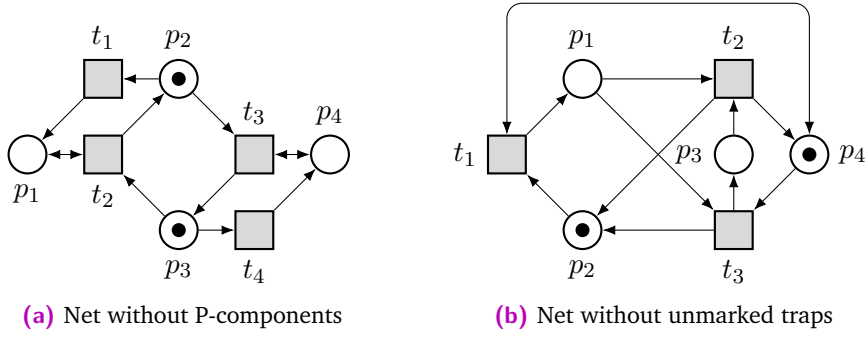 t₁ p₂
t₃ p₄
p₁ t₂
p₃ t₄
(a) Net without P-components
p₁ t₂
t₁ p₃ p₄
p₂ t₃
(b) Net without unmarked traps